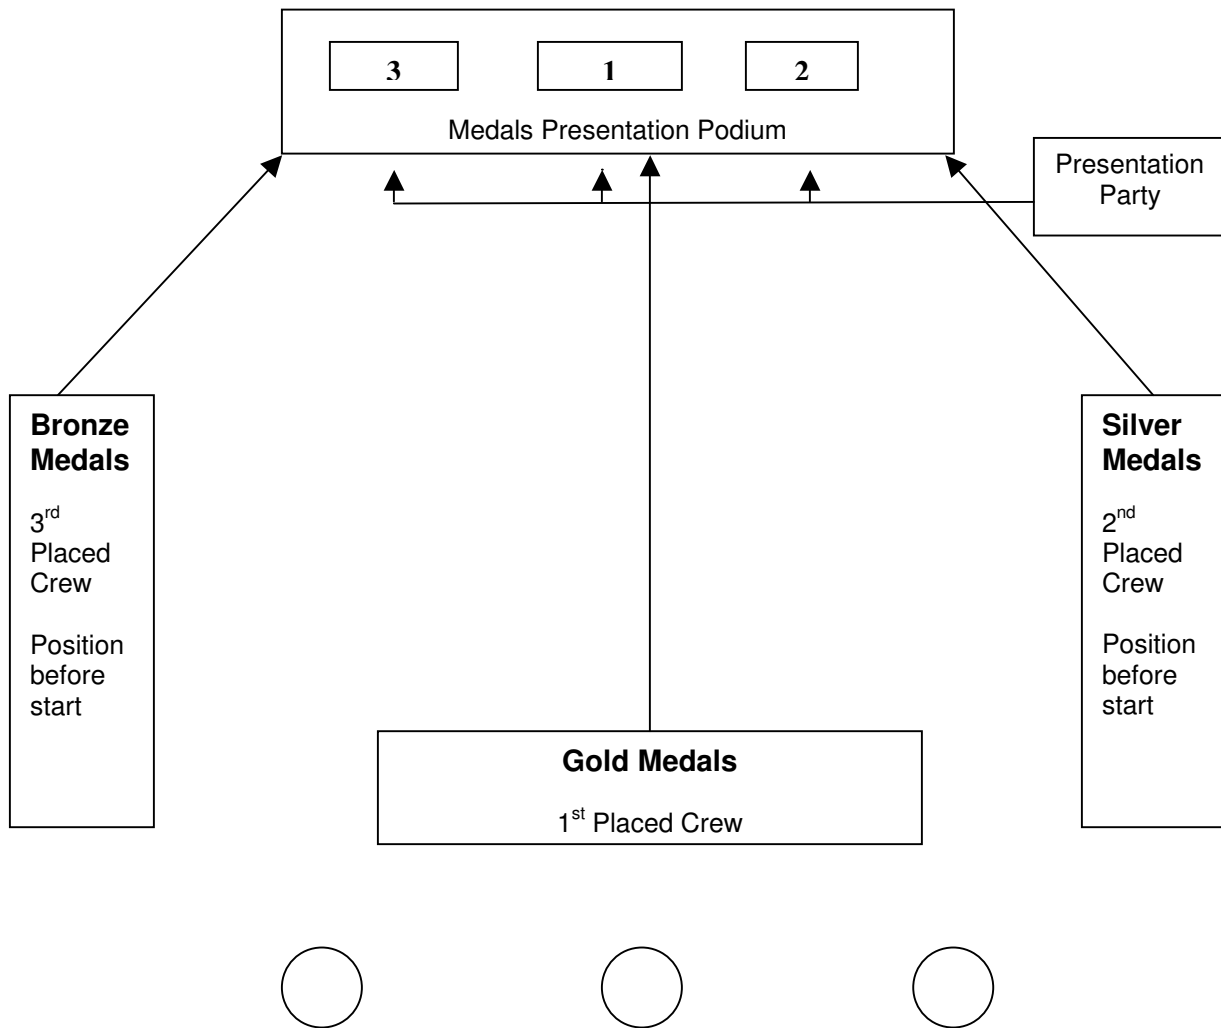 3 1 2
Medals Presentation Podium
Presentation
Party
Bronze
Medals
3rd
Placed
Crew
Position
before
start
Silver
Medals
2nd
Placed
Crew
Position
before
start
Gold Medals
1st Placed Crew